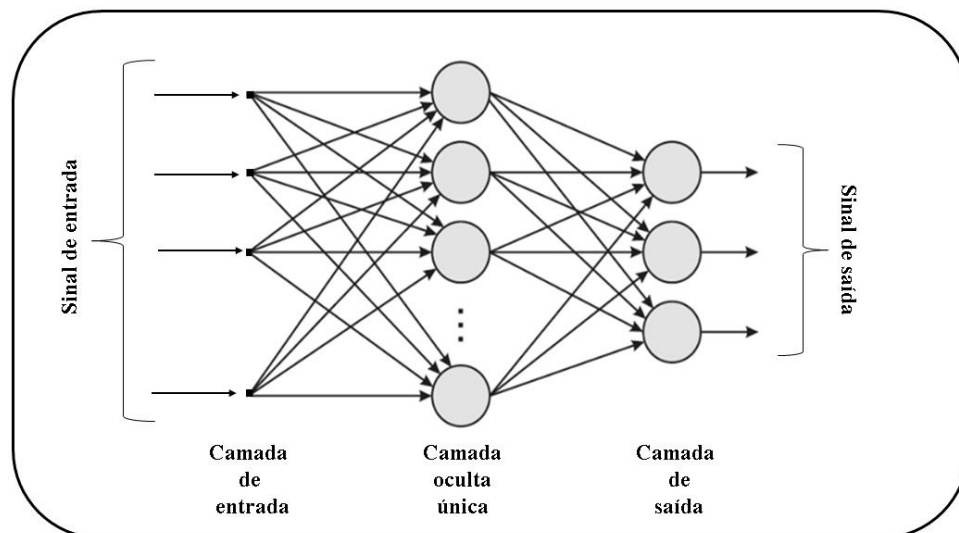 Sinal de entrada
Sinal de saída
Camada
de
entrada
Camada
oculta
única
Camada
de
saída